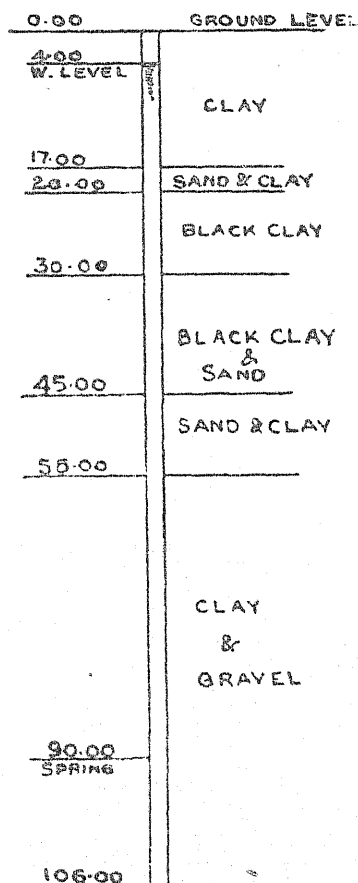 0.00 GROUND LEVEL
4.00
W. LEVEL
CLAY
17.00
20.00 SAND & CLAY
BLACK CLAY
30.00
BLACK CLAY
&
SAND
45.00
SAND & CLAY
55.00
CLAY
&
GRAVEL
90.00
SPRING
106.00